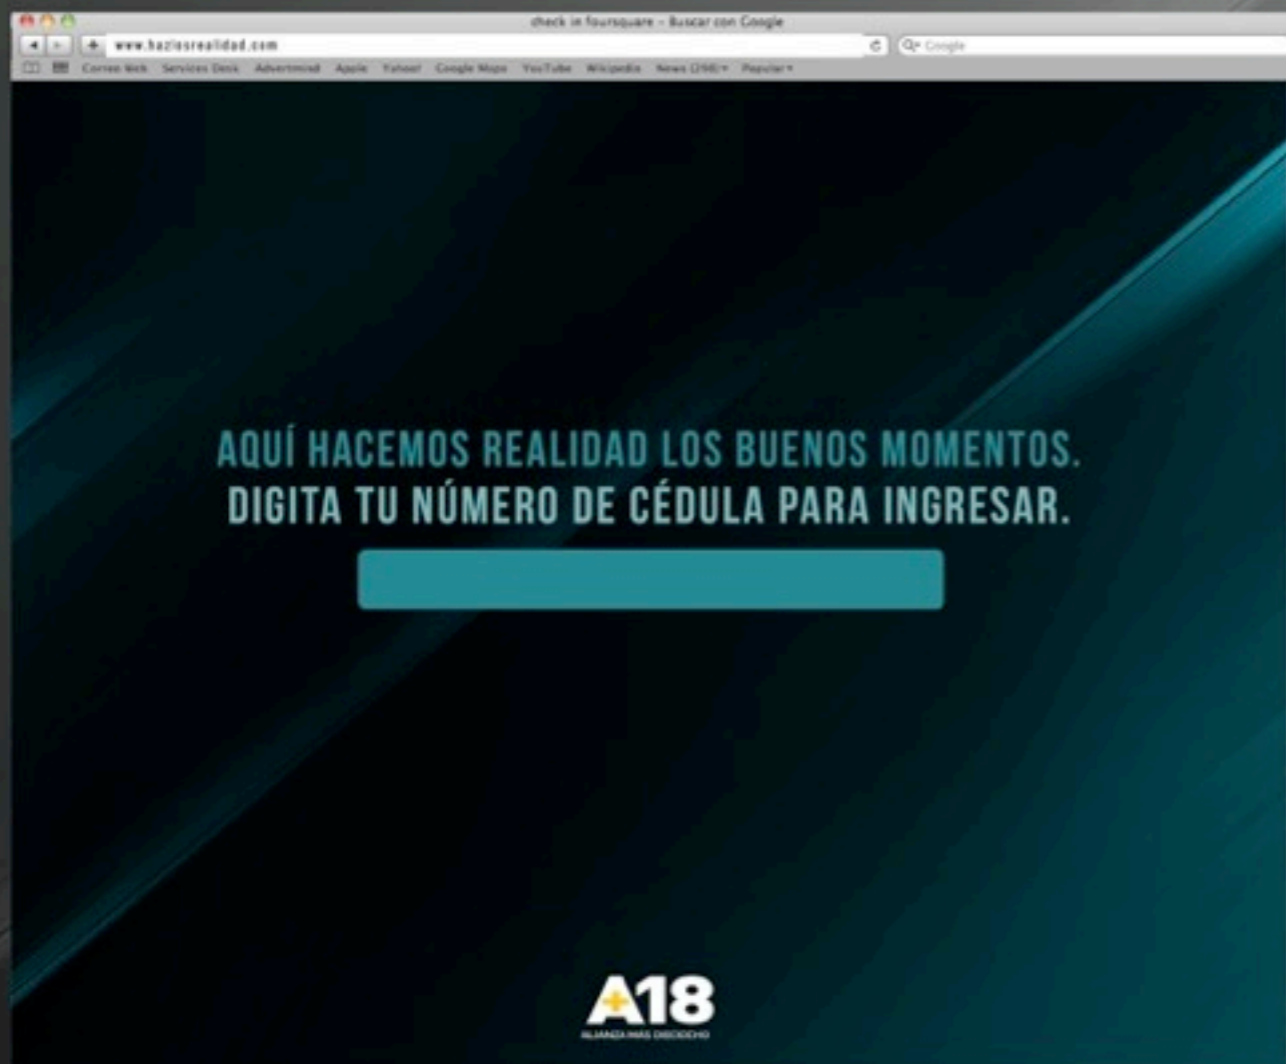 check in foursquare - Buscar con Google
www.hazlosrealidad.com
Google
Correo Web Services Desk Advertmind Apple Yahoo! Google Maps YouTube Wikipedia News (298) Popular
AQUÍ HACEMOS REALIDAD LOS BUENOS MOMENTOS.
DIGITA TU NÚMERO DE CÉDULA PARA INGRESAR.
A18
ALIANZA MÁS DIECIOCHO